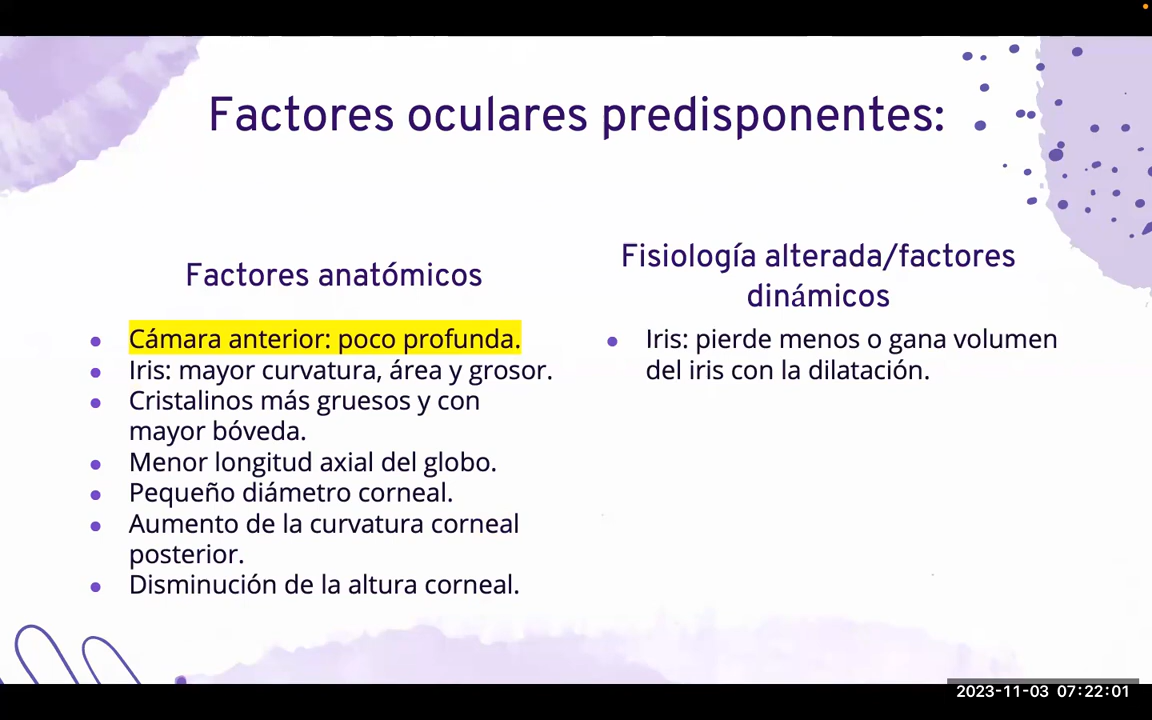 Factores oculares predisponentes:
Factores anatómicos
• Cámara anterior: poco profunda.
• Iris: mayor curvatura, área y grosor.
• Cristalinos más gruesos y con
mayor bóveda.
• Menor longitud axial del globo.
• Pequeño diámetro corneal.
• Aumento de la curvatura corneal
posterior.
• Disminución de la altura corneal.
Fisiología alterada/factores
dinámicos
• Iris: pierde menos o gana volumen
del iris con la dilatación.
2023-11-03 07:22:01